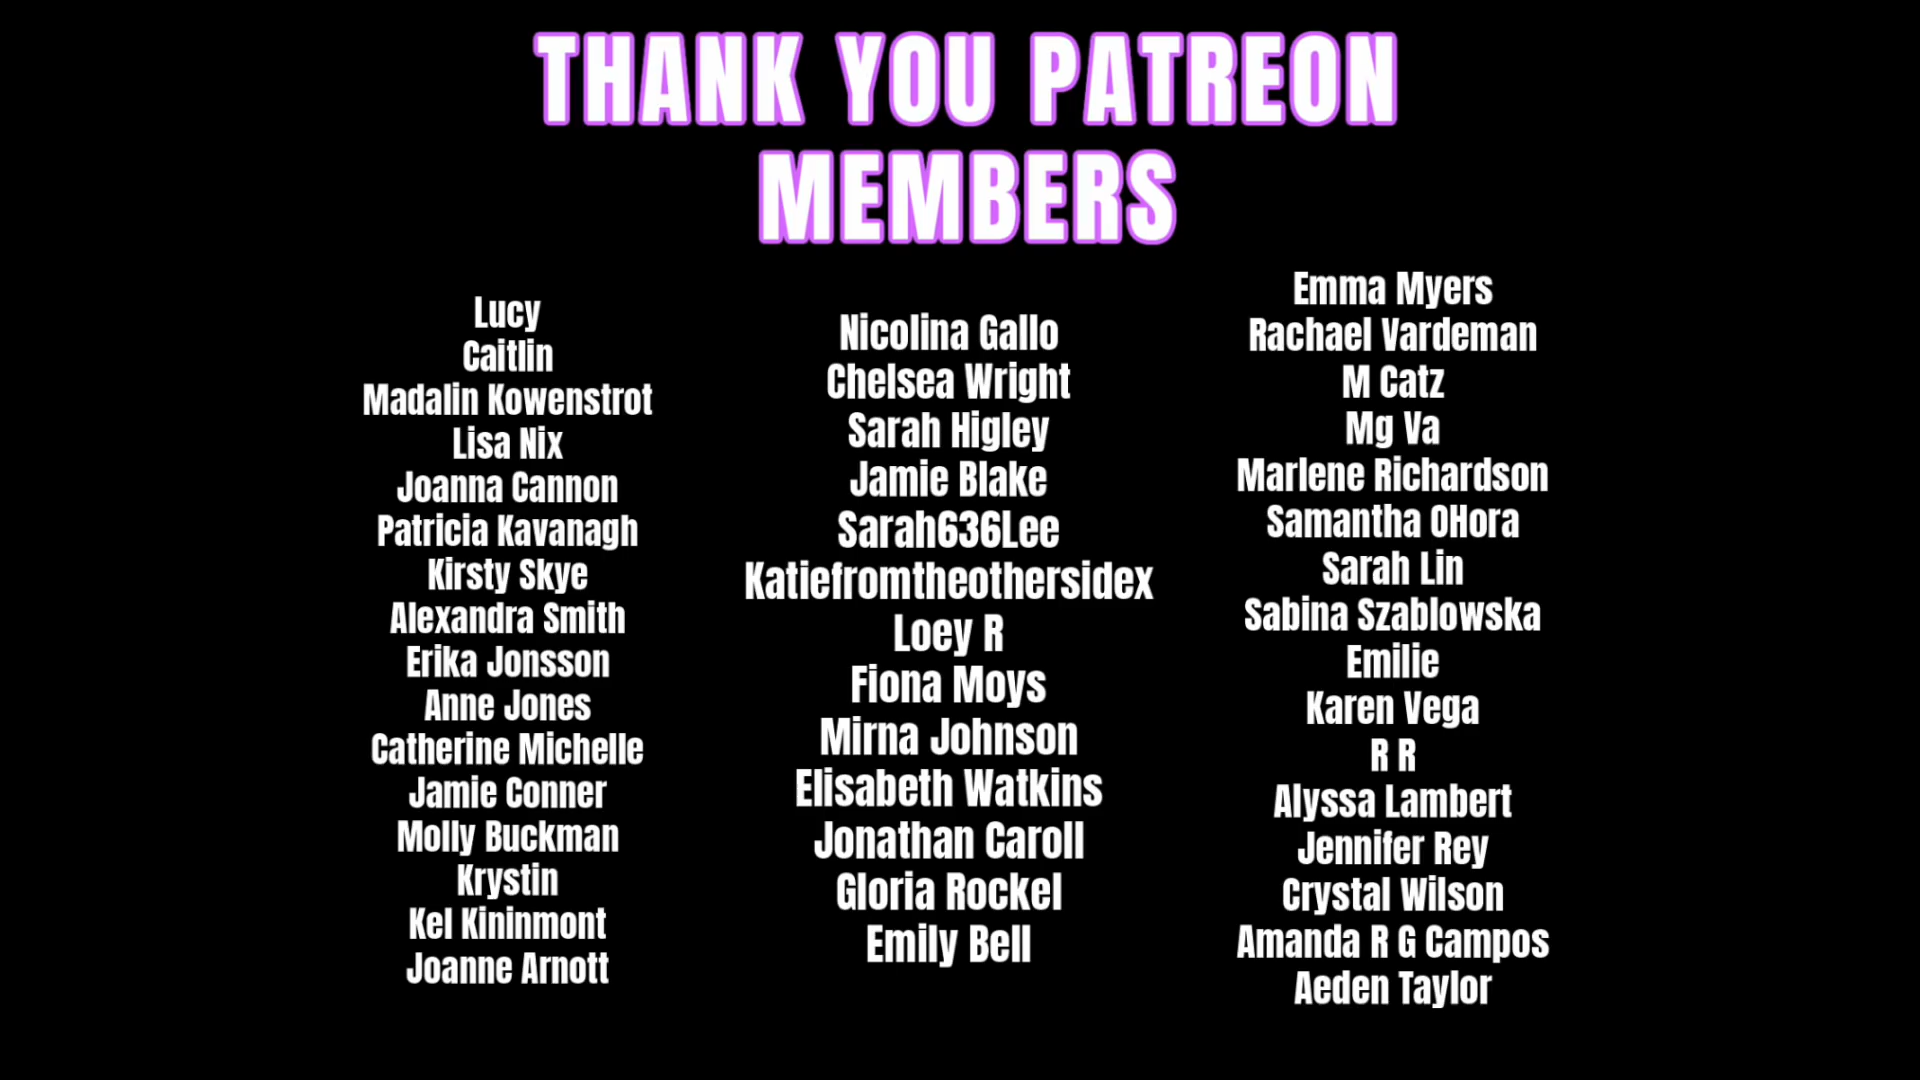 THANK YOU PATREON
MEMBERS
Lucy
Caitlin
Madalin Kowenstrot
Lisa Nix
Joanna Cannon
Patricia Kavanagh
Kirsty Skye
Alexandra Smith
Erika Jonsson
Anne Jones
Catherine Michelle
Jamie Conner
Molly Buckman
Krystin
Kel Kininmont
Joanne Arnott
Nicolina Gallo
Chelsea Wright
Sarah Higley
Jamie Blake
Sarah636Lee
Katiefromtheothersidex
Loey R
Fiona Moys
Mirna Johnson
Elisabeth Watkins
Jonathan Caroll
Gloria Rockel
Emily Bell
Emma Myers
Rachael Vardeman
M Catz
Mg Va
Marlene Richardson
Samantha OHora
Sarah Lin
Sabina Szablowska
Emilie
Karen Vega
R R
Alyssa Lambert
Jennifer Rey
Crystal Wilson
Amanda R G Campos
Aeden Taylor